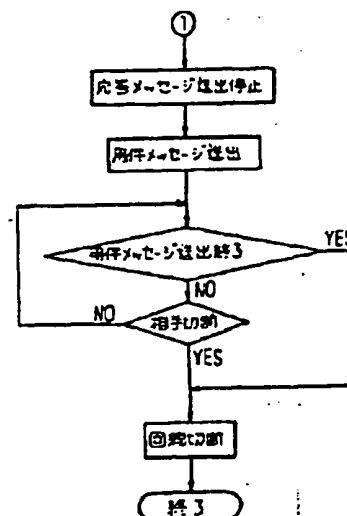 1
応答メッセージ送出停止
用件メッセージ送出
用件メッセージ送出終了
YES
NO
NO
相手切断
YES
回線切断
終了